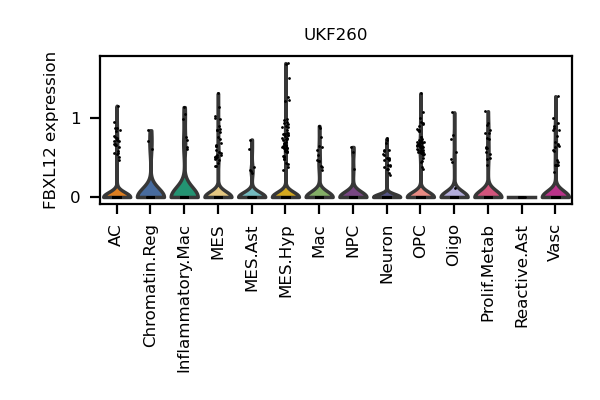 UKF260
FBXL12 expression
1
0
AC
Chromatin.Reg
Inflammatory.Mac
MES
MES.Ast
MES.Hyp
Mac
NPC
Neuron
OPC
Oligo
Prolif.Metab
Reactive.Ast
Vasc